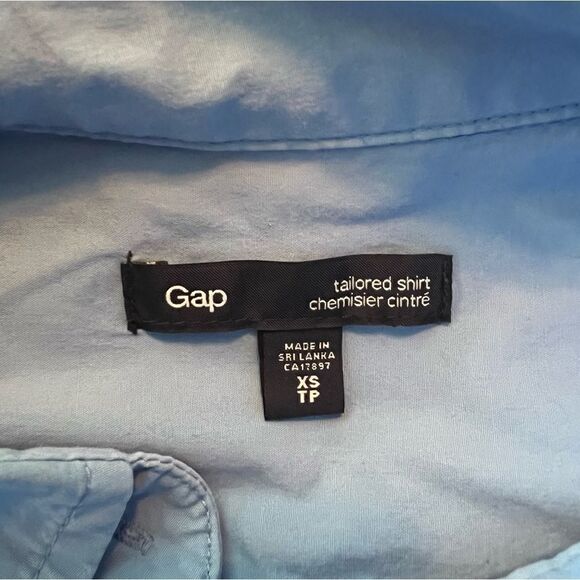 Gap
tailored shirt
chemisier cintré
MADE IN
SRI LANKA
CA17897
XS
TP